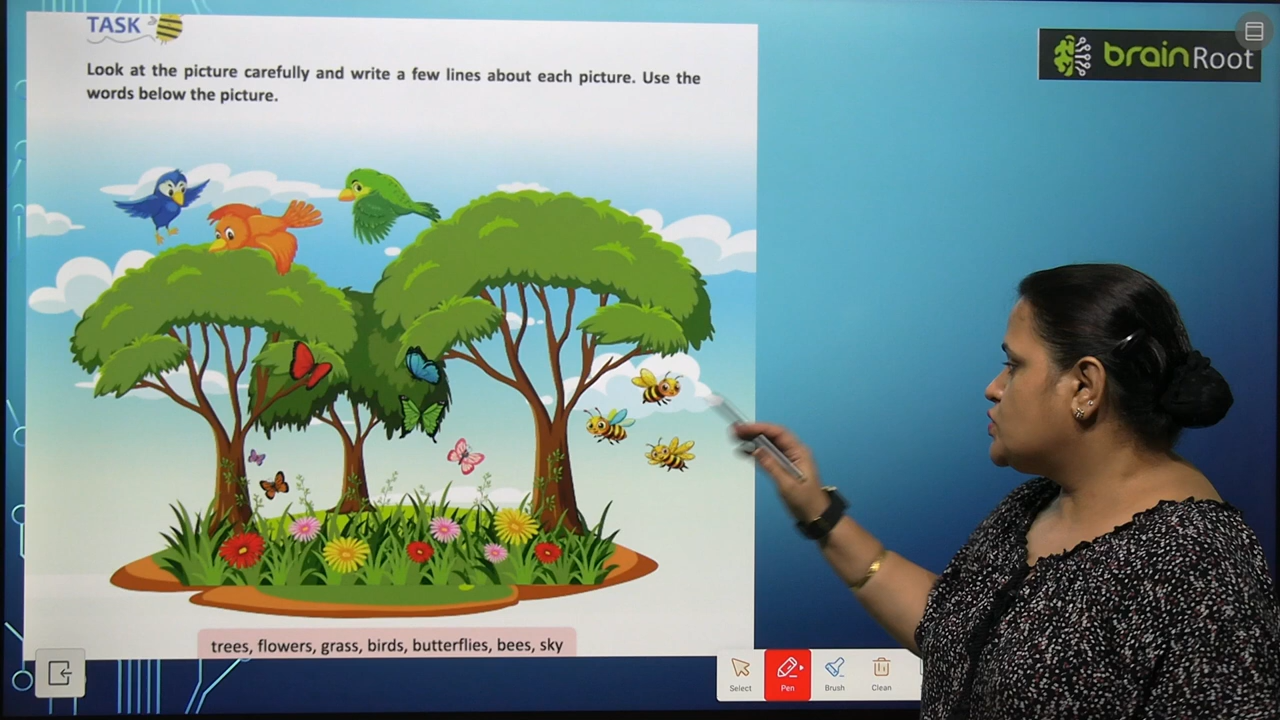 TASK
brainRoot
Look at the picture carefully and write a few lines about each picture. Use the
words below the picture.
trees, flowers, grass, birds, butterflies, bees, sky
Select
Pen
Brush
Clean